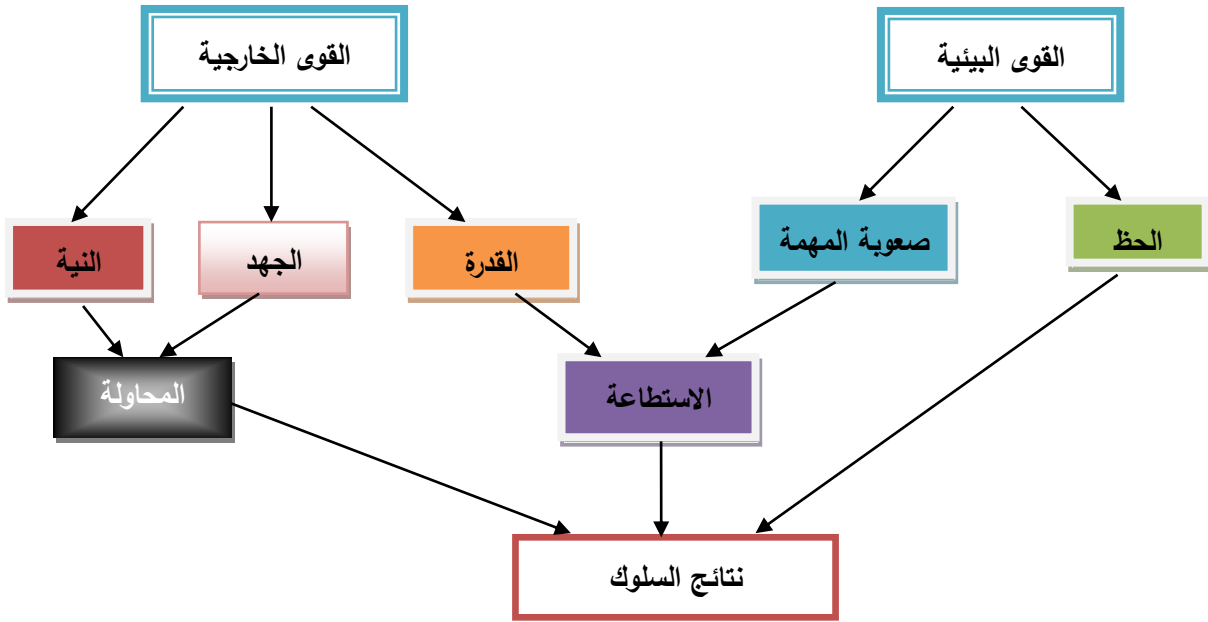 القوى البيئية
القوى الخارجية
الحظ
صعوبة المهمة
القدرة
الجهد
النية
الاستطاعة
المحاولة
نتائج السلوك